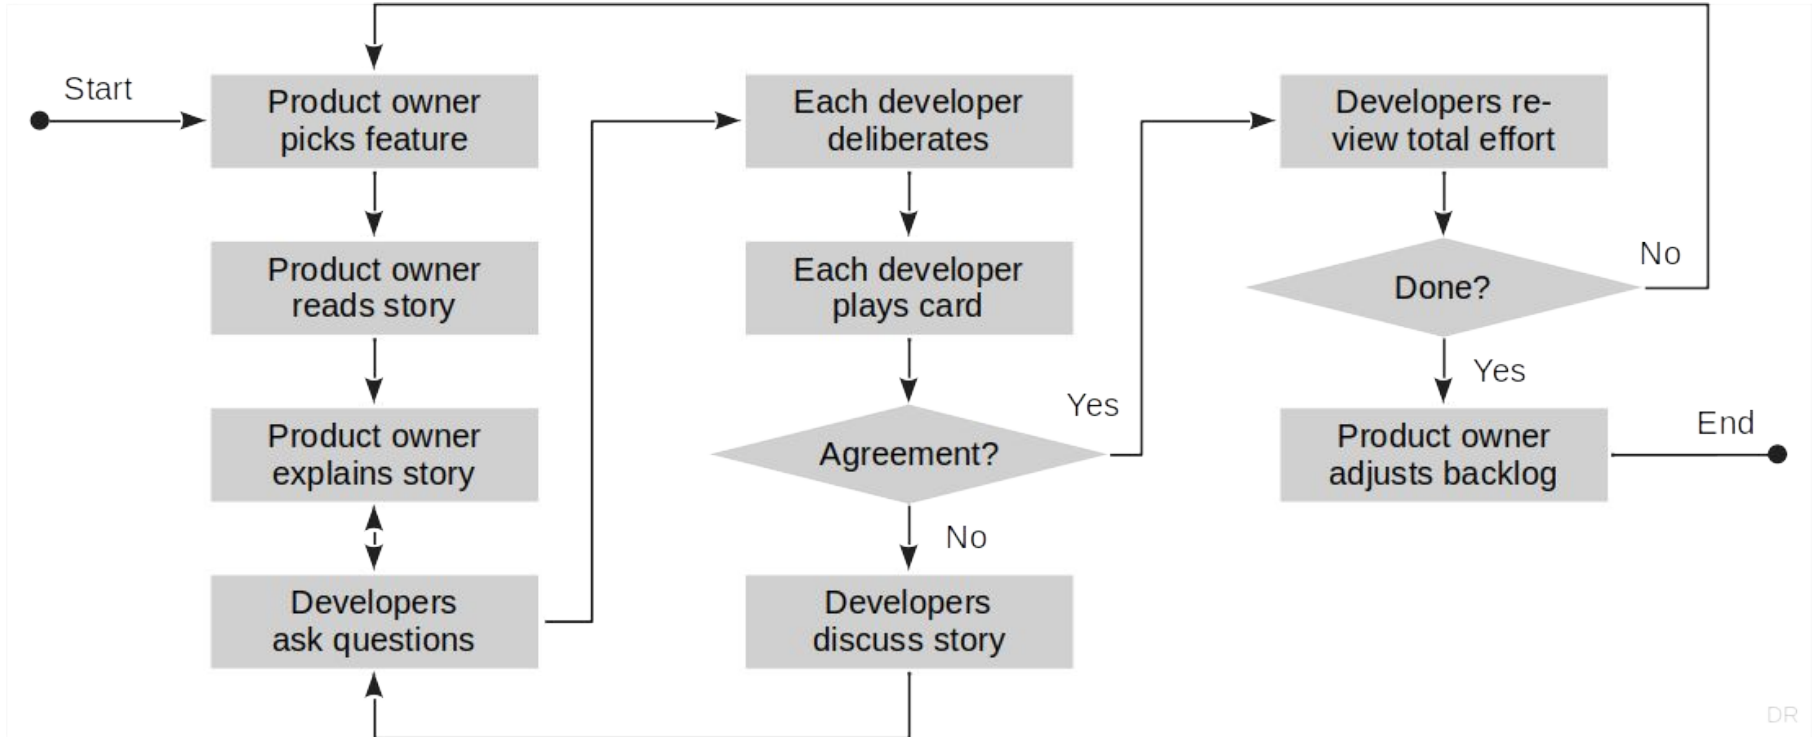 Start
Product owner
picks feature
Product owner
reads story
Product owner
explains story
Developers
ask questions
Each developer
deliberates
Each developer
plays card
Agreement?
Yes
No
Developers
discuss story
Developers re-
view total effort
Done?
No
Yes
Product owner
adjusts backlog
End
DR